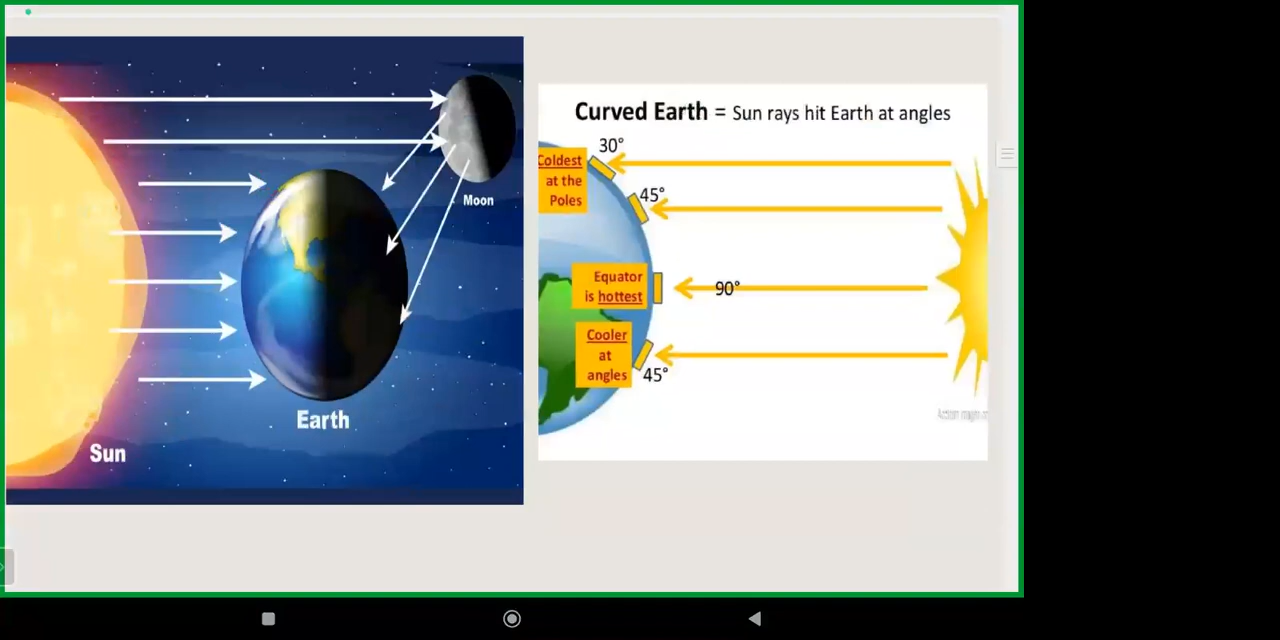 Moon
Earth
Sun
Curved Earth = Sun rays hit Earth at angles
30°
Coldest
at the
Poles
45°
Equator
is hottest
90°
Cooler
at
angles
45°